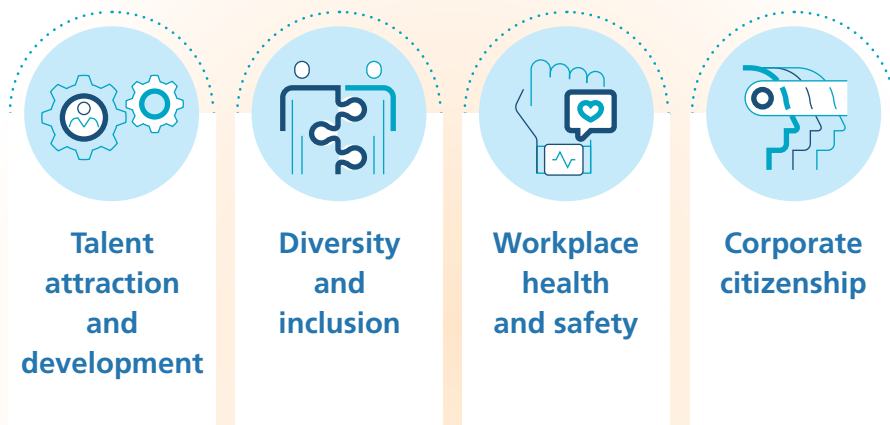 Talent
attraction
and
development
Diversity
and
inclusion
Workplace
health
and safety
Corporate
citizenship